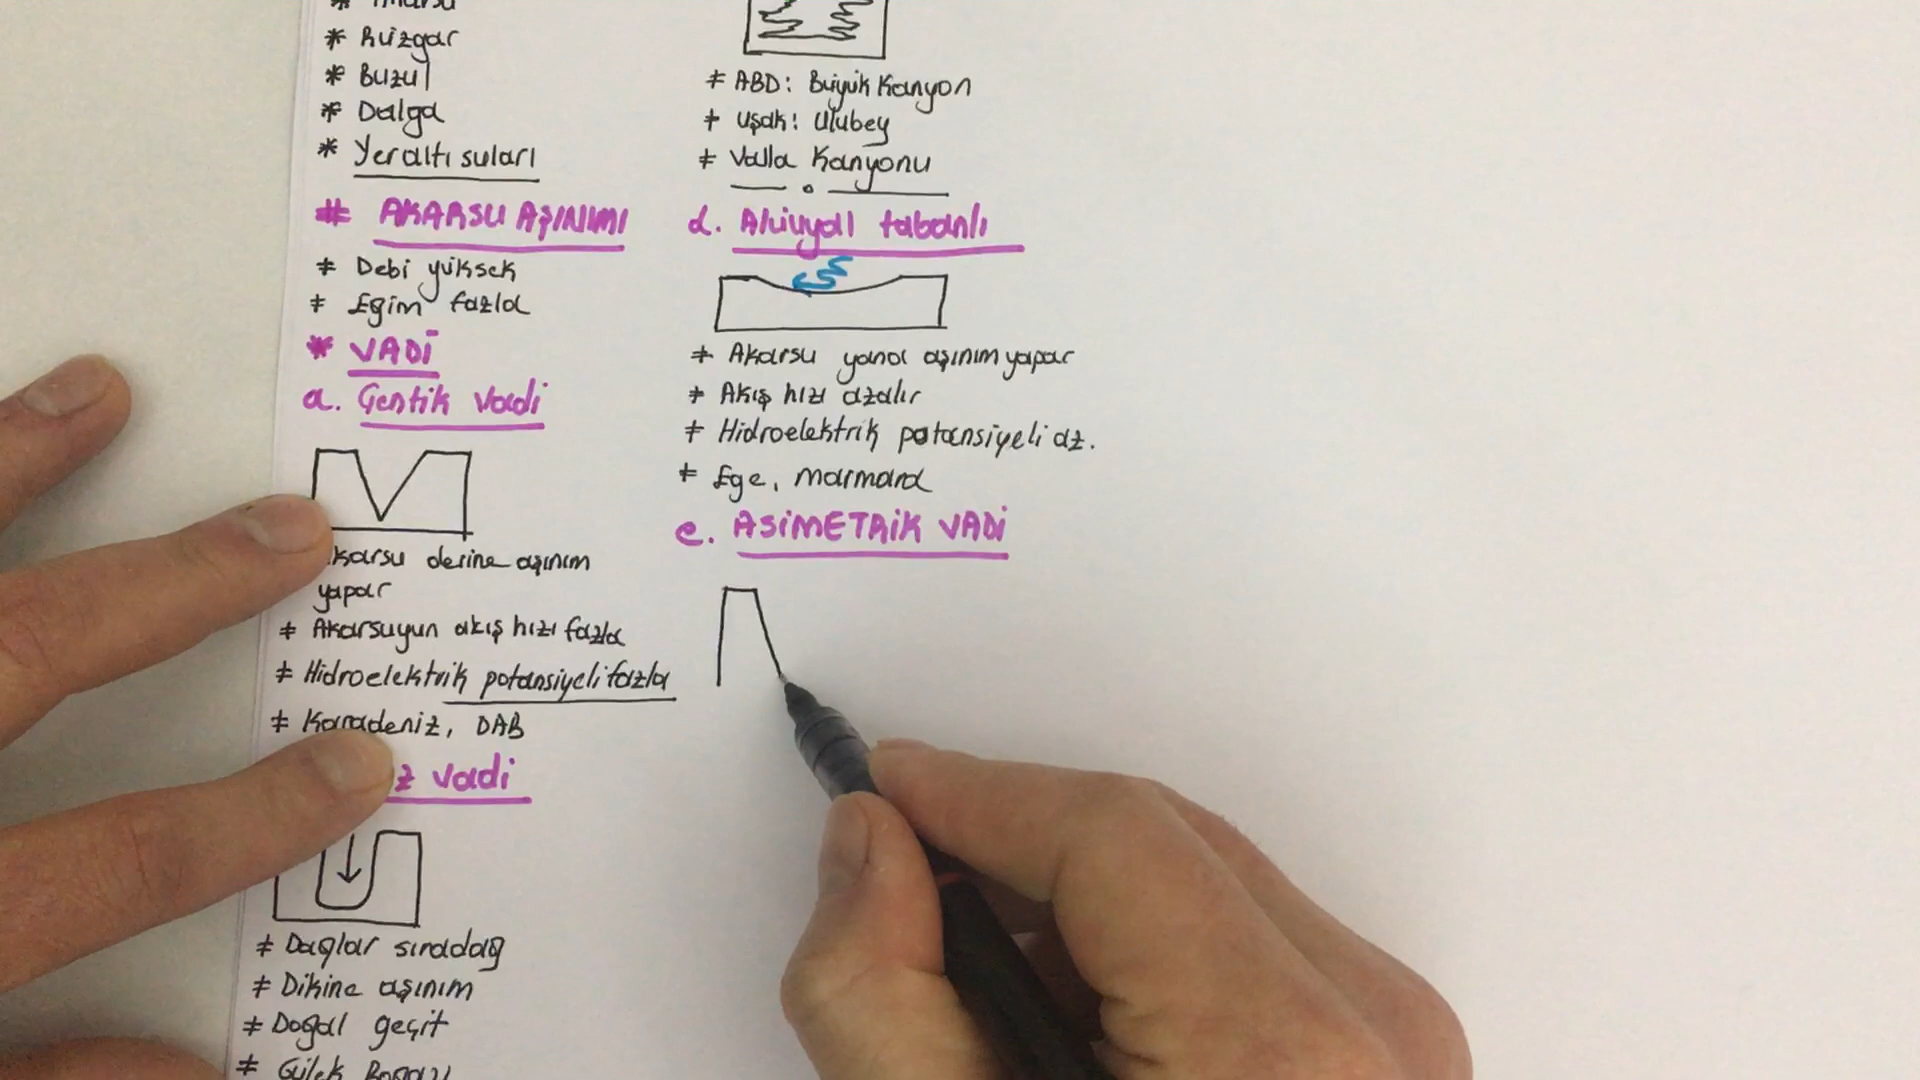 * Rüzgar
* Buzul
* Dalga
* Yeraltı suları
# AKARSU AŞINIMI
≠ Debi yüksek
≠ Eğim fazla
* VADİ
a. Çentik Vadi
karsu derine aşınım
yapar
≠ Akarsuyun akış hızı fazla
≠ Hidroelektrik potansiyeli fazla
≠ Karadeniz, DAB
z vadi
≠ Dağlar sıradağ
≠ Dikine aşınım
≠ Doğal geçit
≠ Gülek Boğazı
≠ ABD: Büyük Kanyon
≠ Uşak: Ulubey
≠ Valla Kanyonu
d. Alüvyal tabanlı
≠ Akarsu yana aşınım yapar
≠ Akış hızı azalır
≠ Hidroelektrik potansiyeli az.
≠ Ege, Marmara
e. ASİMETRİK VADİ